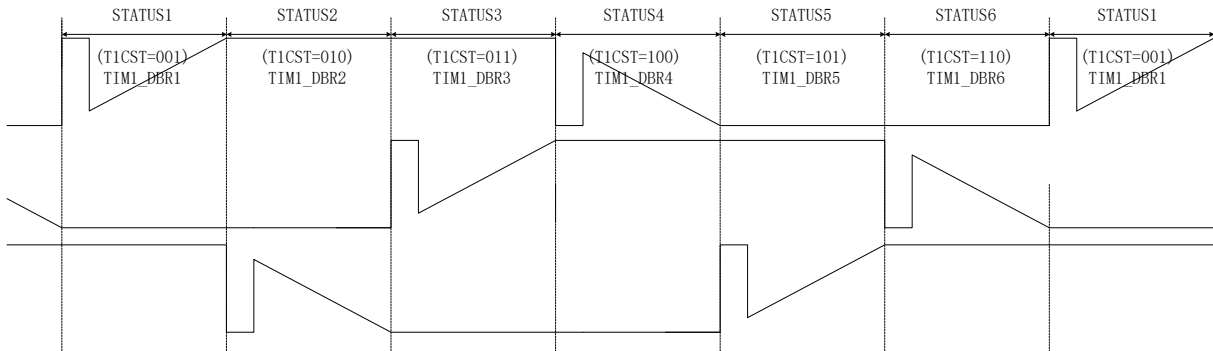 STATUS1 STATUS2 STATUS3 STATUS4 STATUS5 STATUS6 STATUS1
(T1CST=001) (T1CST=010) (T1CST=011) (T1CST=100) (T1CST=101) (T1CST=110) (T1CST=001)
TIM1_DBR1 TIM1_DBR2 TIM1_DBR3 TIM1_DBR4 TIM1_DBR5 TIM1_DBR6 TIM1_DBR1